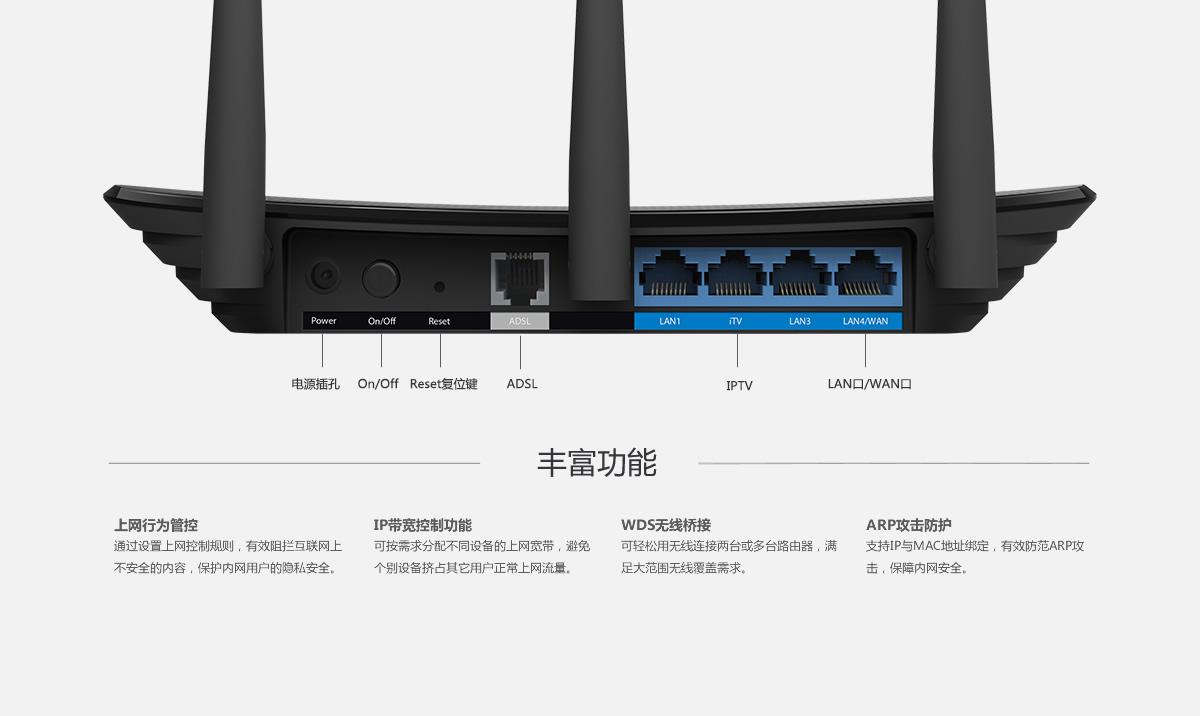 Power On/Off Reset ADSL LAN1 iTV LAN3 LAN4/WAN
电源插孔 On/Off Reset复位键 ADSL IPTV LAN口/WAN口
丰富功能
上网行为管控
通过设置上网控制规则，有效阻拦互联网上
不安全的内容，保护内网用户的隐私安全。
IP带宽控制功能
可按需求分配不同设备的上网宽带，避免
个别设备挤占其它用户正常上网流量。
WDS无线桥接
可轻松用无线连接两台或多台路由器，满
足大范围无线覆盖需求。
ARP攻击防护
支持IP与MAC地址绑定，有效防范ARP攻
击，保障内网安全。